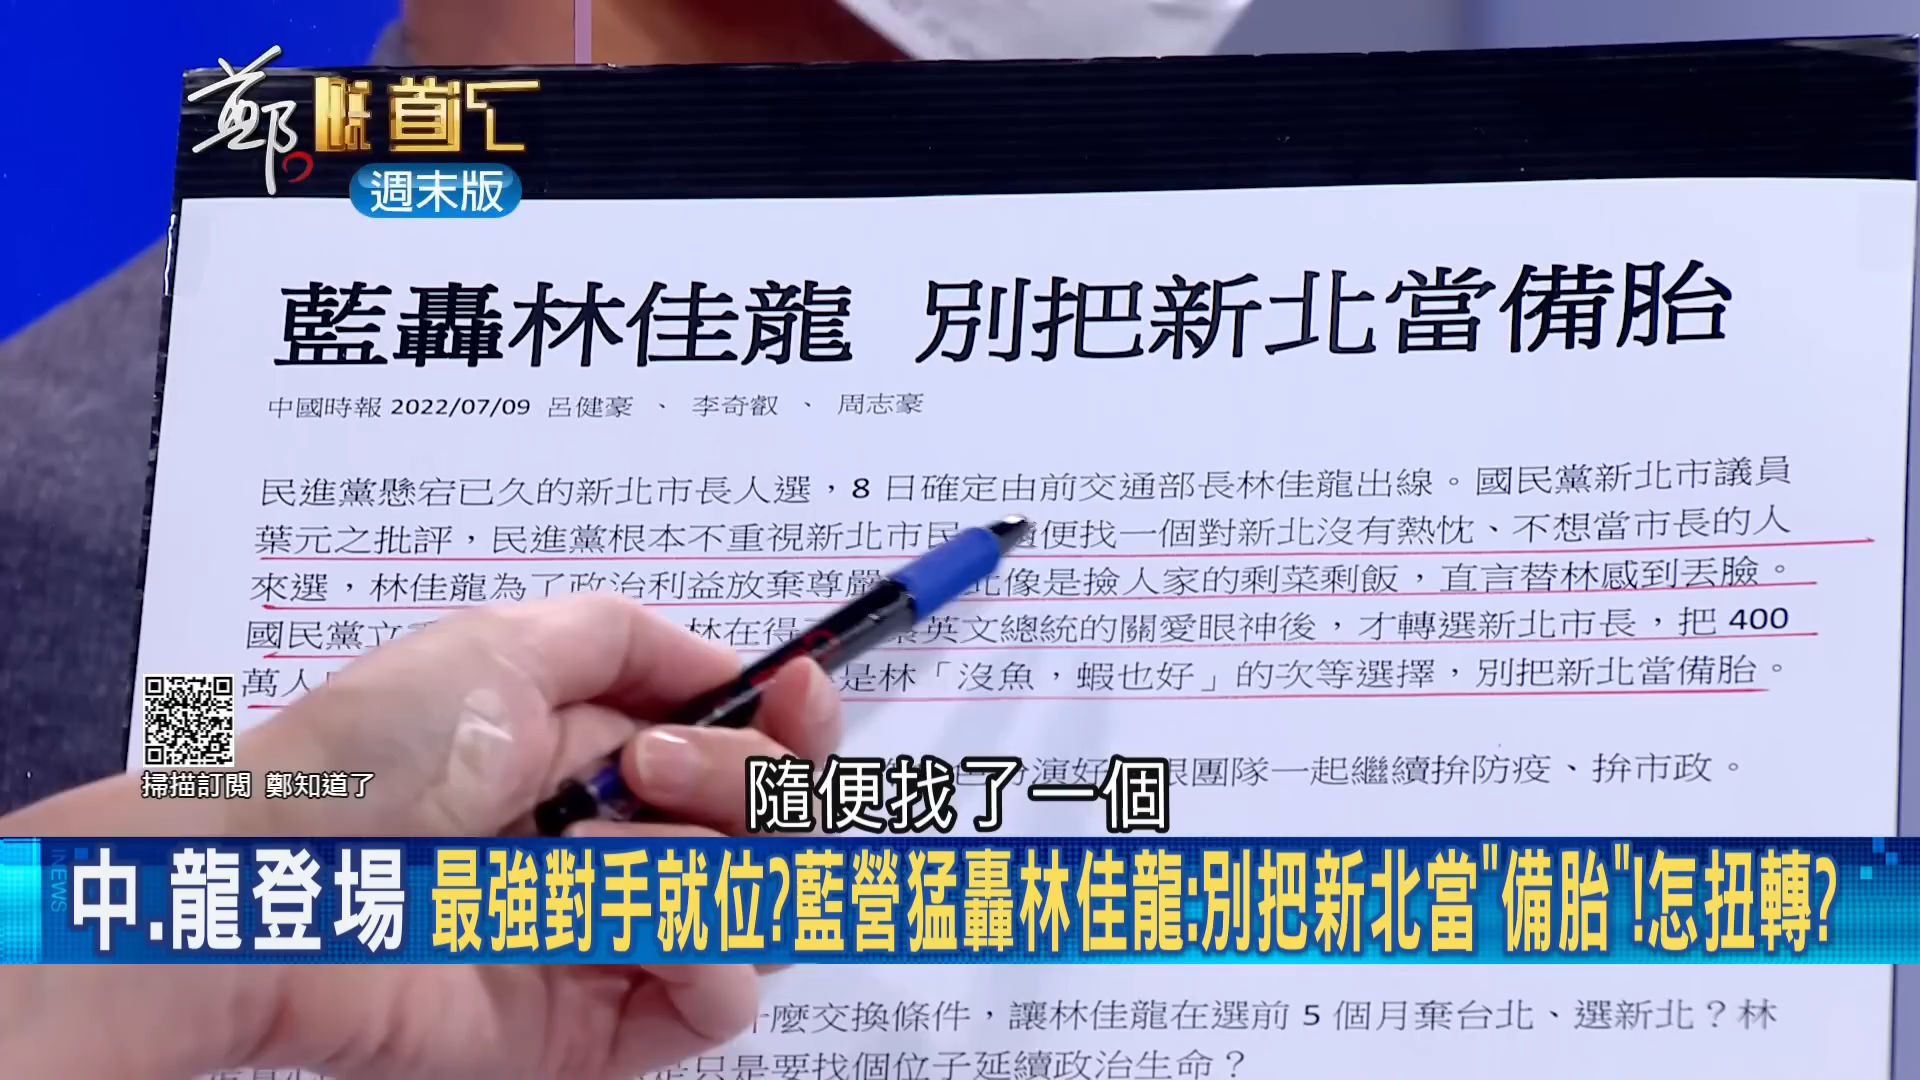 鄭
週末版
藍轟林佳龍 別把新北當備胎
中國時報 2022/07/09 呂健豪 、 李奇叡 、 周志豪
民進黨懸宕已久的新北市長人選，8 日確定由前交通部長林佳龍出線。國民黨新北市議員
葉元之批評，民進黨根本不重視新北市民 便找一個對新北沒有熱忱、不想當市長的人
來選，林佳龍為了政治利益放棄尊嚴 像是撿人家的剩菜剩飯，直言替林感到丟臉。
國民黨立 林在得 英文總統的關愛眼神後，才轉選新北市長，把 400
萬人 是林「沒魚，蝦也好」的次等選擇，別把新北當備胎。
演好 團隊一起繼續拚防疫、拚市政。
掃描訂閱 鄭知道了
隨便找了一個
iNEWS
中.龍登場 最強對手就位?藍營猛轟林佳龍:別把新北當"備胎"!怎扭轉?
麼交換條件，讓林佳龍在選前 5 個月棄台北、選新北？林
只是要找個位子延續政治生命？